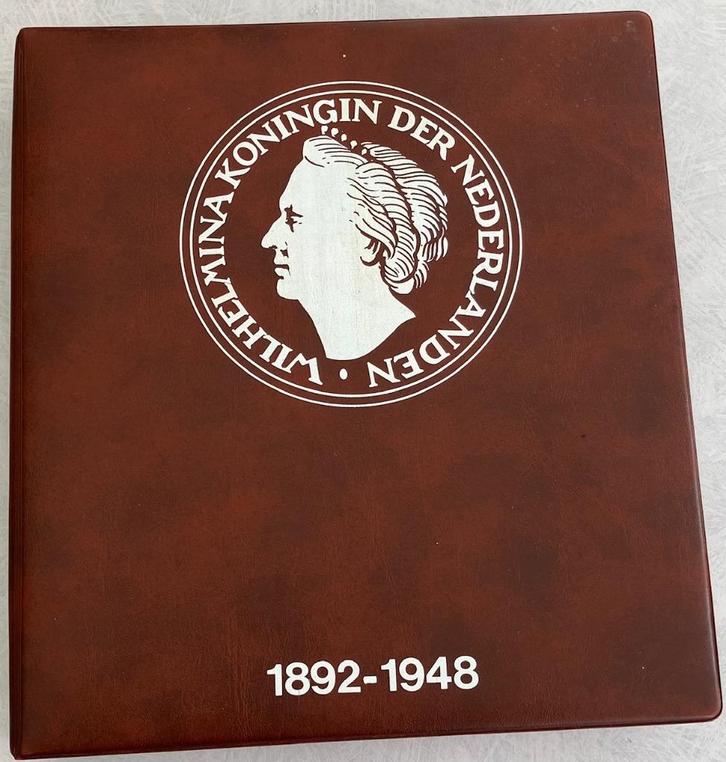 WILHELMINA KONINGIN DER NEDERLANDEN ·
1892-1948